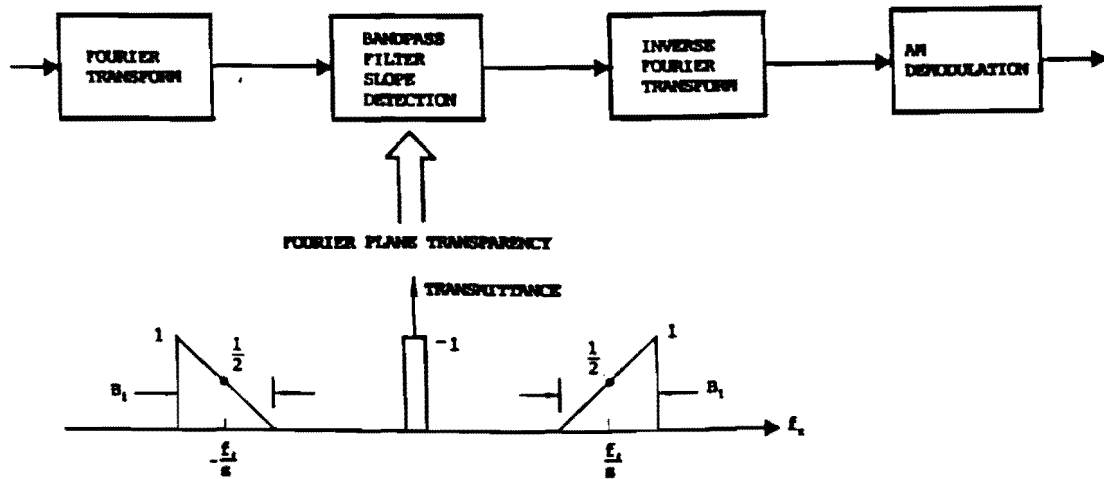 FOURIER
TRANSFORM
BANDPASS
FILTER
SLOPE
DETECTION
INVERSE
FOURIER
TRANSFORM
AM
DEMODULATION
FOURIER PLANE TRANSPARENCY
TRANSMITTANCE
1
1/2
-1
1/2
1
B₁
B₁
fₓ